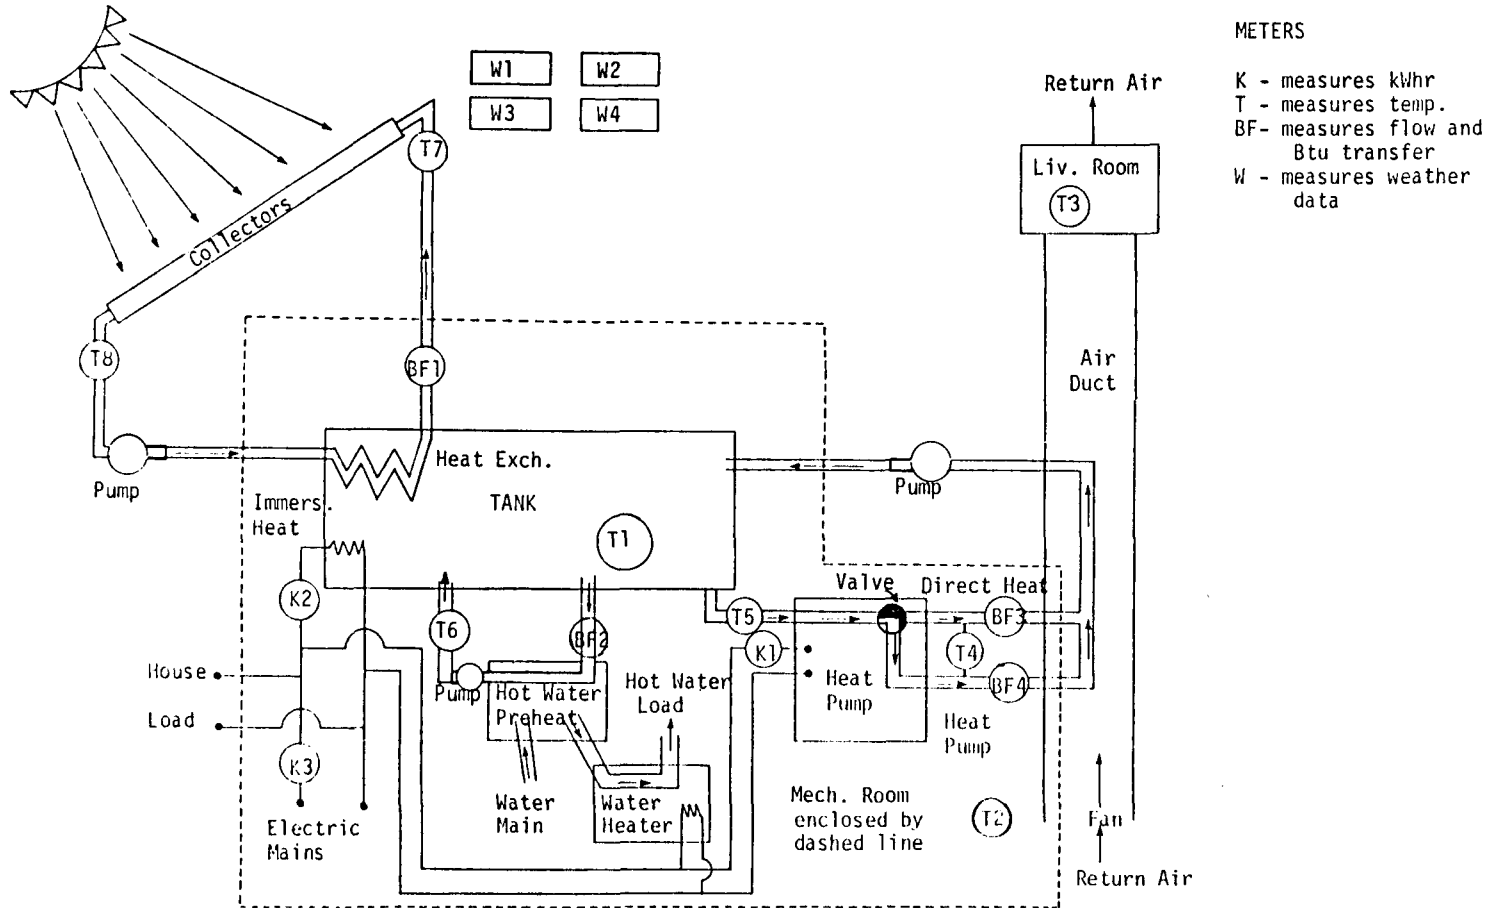 METERS
K - measures kWhr
T - measures temp.
BF- measures flow and
Btu transfer
W - measures weather
data
W1
W2
W3
W4
Return Air
Liv. Room
T3
T7
Collectors
T8
BF1
Air
Duct
Pump
Heat Exch.
TANK
Immers.
Heat
T1
Pump
K2
T6
BF2
T5
Valve
Direct Heat
BF3
K1
T4
BF4
House
Load
Pump
Hot Water
Preheat
Hot Water
Load
Heat
Pump
Heat
Pump
K3
Electric
Mains
Water
Main
Water
Heater
Mech. Room
enclosed by
dashed line
T2
Fan
Return Air